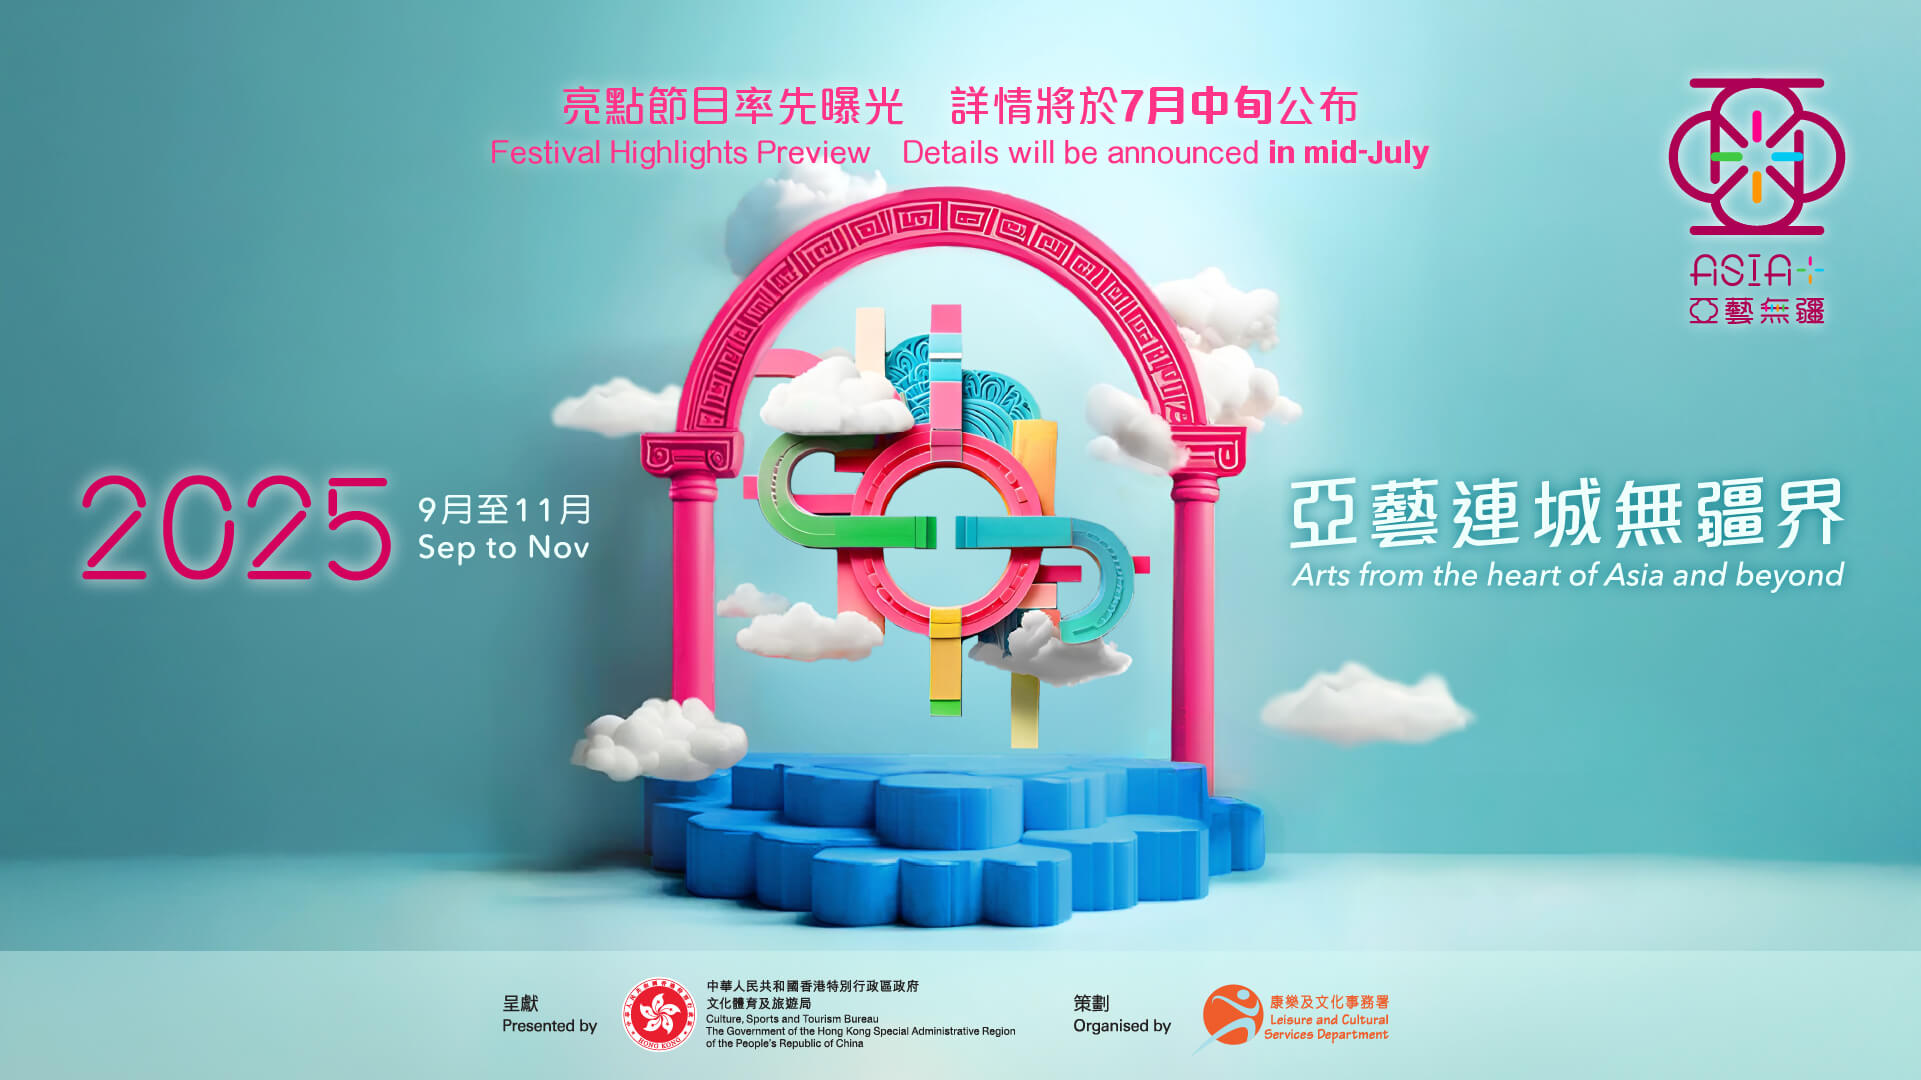 亮點節目率先曝光　詳情將於7月中旬公布
Festival Highlights Preview Details will be announced in mid-July
ASIA+
亞藝無疆
2025
9月至11月
Sep to Nov
亞藝連城無疆界
Arts from the heart of Asia and beyond
呈獻
Presented by
中華人民共和國香港特別行政區政府
文化體育及旅遊局
Culture, Sports and Tourism Bureau
The Government of the Hong Kong Special Administrative Region
of the People's Republic of China
HONG KONG
策劃
Organised by
康樂及文化事務署
Leisure and Cultural
Services Department